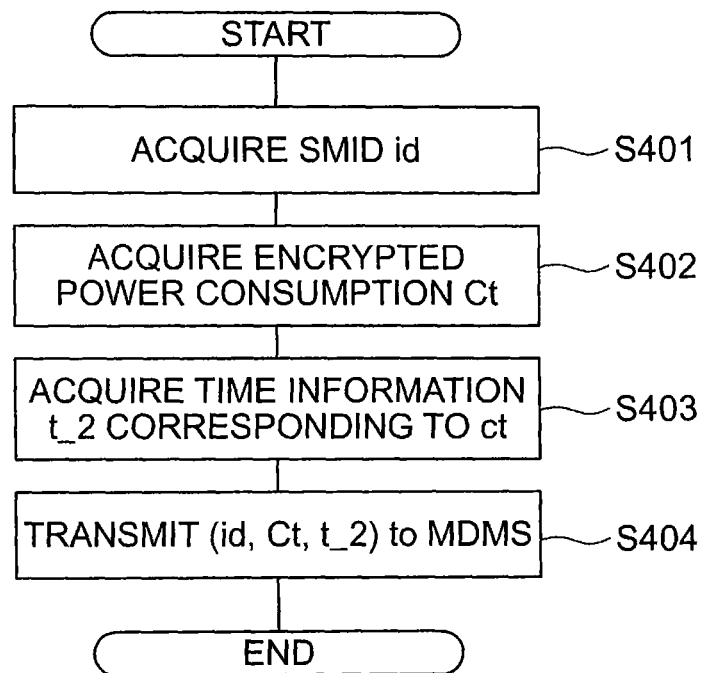 START
ACQUIRE SMID id
S401
ACQUIRE ENCRYPTED
POWER CONSUMPTION Ct
S402
ACQUIRE TIME INFORMATION
t_2 CORRESPONDING TO ct
S403
TRANSMIT (id, Ct, t_2) to MDMS
S404
END